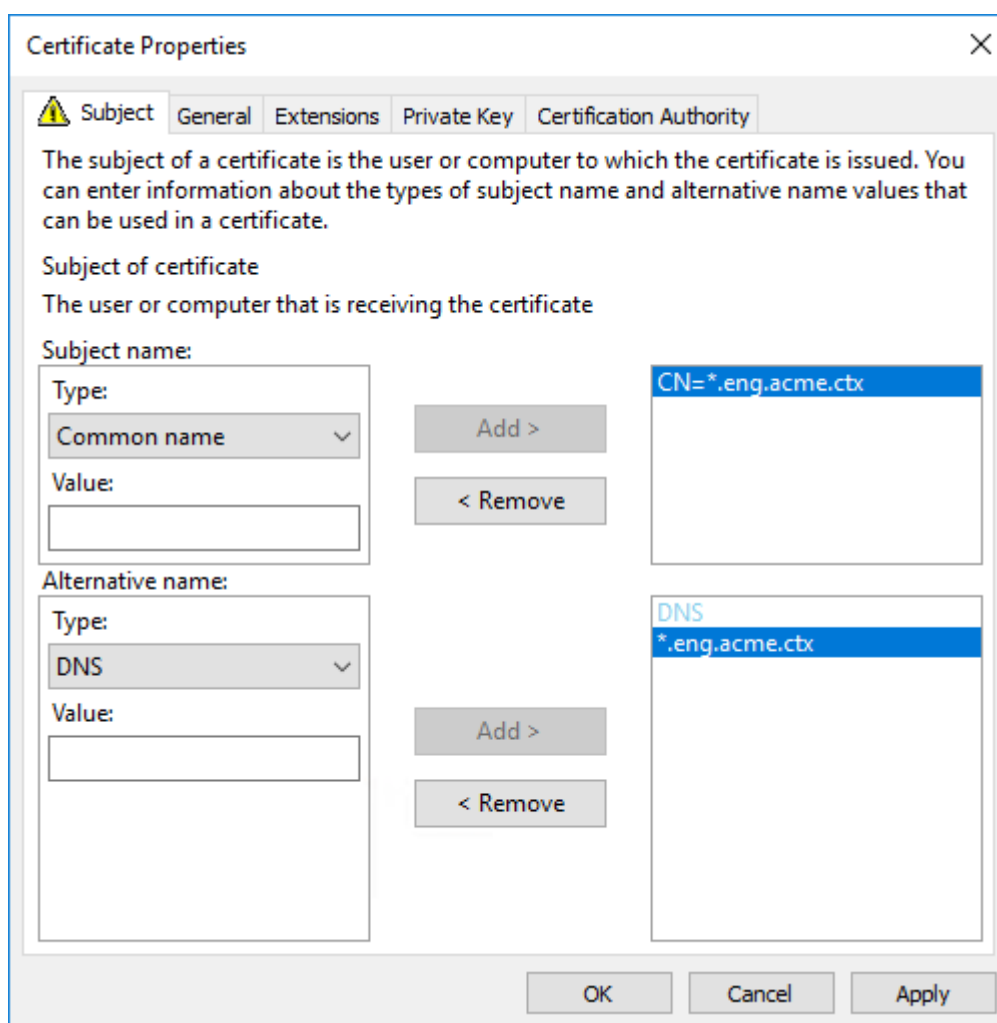 Certificate Properties
Subject General Extensions Private Key Certification Authority
The subject of a certificate is the user or computer to which the certificate is issued. You
can enter information about the types of subject name and alternative name values that
can be used in a certificate.
Subject of certificate
The user or computer that is receiving the certificate
Subject name:
Type:
Common name
Value:
Add >
< Remove
CN=*.eng.acme.ctx
Alternative name:
Type:
DNS
Value:
Add >
< Remove
DNS
*.eng.acme.ctx
OK Cancel Apply